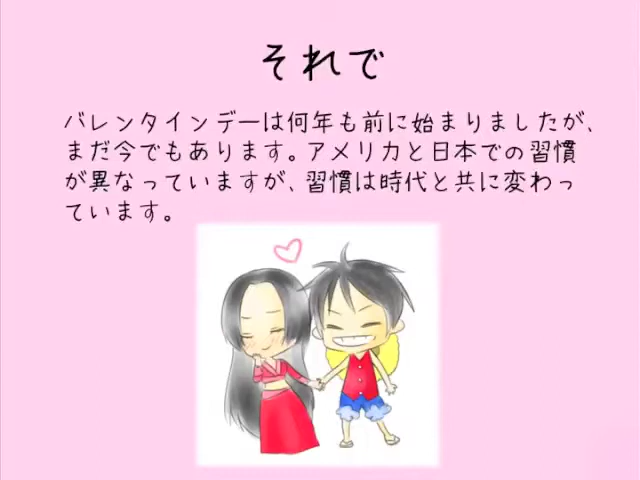 それで
バレンタインデーは何年も前に始まりましたが、
まだ今でもあります。アメリカと日本での習慣
が異なっていますが、習慣は時代と共に変わっ
ています。